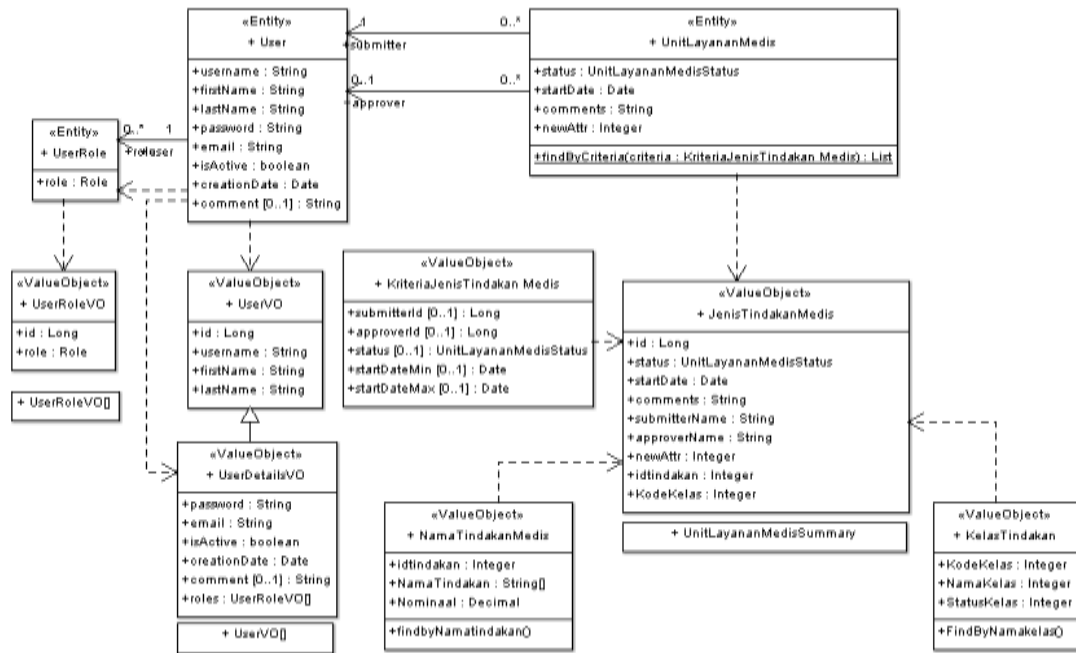 «Entity»
+ User
+username : String
+firstName : String
+lastName : String
+password : String
+email : String
+isActive : boolean
+creationDate : Date
+comment [0..1] : String
1
+submitter
0..*
0..1
+approver
0..*
«Entity»
+ UnitLayananMedis
+status : UnitLayananMedisStatus
+startDate : Date
+comments : String
+newAttr : Integer
+findByCriteria(criteria : KriteriaJenisTindakan Medis) : List
«Entity»
+ UserRole
+role : Role
0..*
1
«ValueObject»
+ UserRoleVO
+id : Long
+role : Role
+ UserRoleVO[]
«ValueObject»
+ UserVO
+id : Long
+username : String
+firstName : String
+lastName : String
«ValueObject»
+ KriteriaJenisTindakan Medis
+submitterId [0..1] : Long
+approverId [0..1] : Long
+status [0..1] : UnitLayananMedisStatus
+startDateMin [0..1] : Date
+startDateMax [0..1] : Date
«ValueObject»
+ JenisTindakanMedis
+id : Long
+status : UnitLayananMedisStatus
+startDate : Date
+comments : String
+submitterName : String
+approverName : String
+newAttr : Integer
+idtindakan : Integer
+KodeKelas : Integer
+ UnitLayananMedisSummary
«ValueObject»
+ UserDetailsVO
+password : String
+email : String
+isActive : boolean
+creationDate : Date
+comment [0..1] : String
+roles : UserRoleVO[]
+ UserVO[]
«ValueObject»
+ NamaTindakanMedis
+idtindakan : Integer
+NamaTindakan : String[]
+Nominaal : Decimal
+findbyNamatindakan()
«ValueObject»
+ KelasTindakan
+KodeKelas : Integer
+NamaKelas : Integer
+StatusKelas : Integer
+FindByNamakelas()